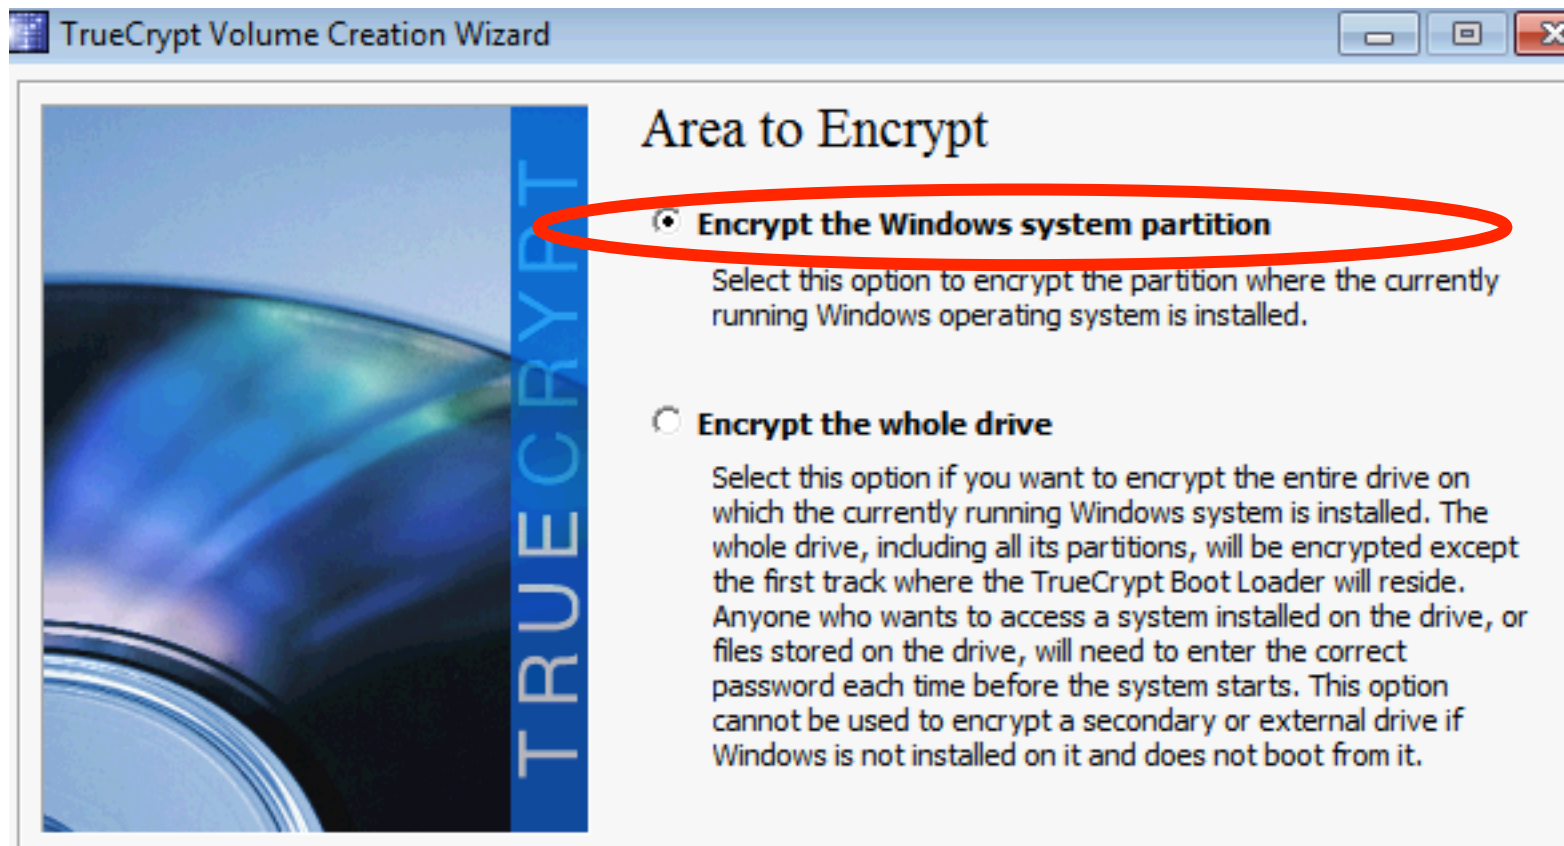 TrueCrypt Volume Creation Wizard
TRUECRYPT
Area to Encrypt
Encrypt the Windows system partition
Select this option to encrypt the partition where the currently
running Windows operating system is installed.
Encrypt the whole drive
Select this option if you want to encrypt the entire drive on
which the currently running Windows system is installed. The
whole drive, including all its partitions, will be encrypted except
the first track where the TrueCrypt Boot Loader will reside.
Anyone who wants to access a system installed on the drive, or
files stored on the drive, will need to enter the correct
password each time before the system starts. This option
cannot be used to encrypt a secondary or external drive if
Windows is not installed on it and does not boot from it.